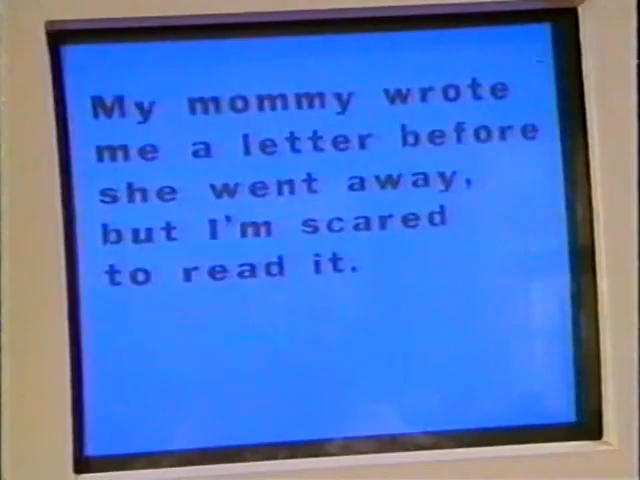 My mommy wrote
me a letter before
she went away,
but I'm scared
to read it.